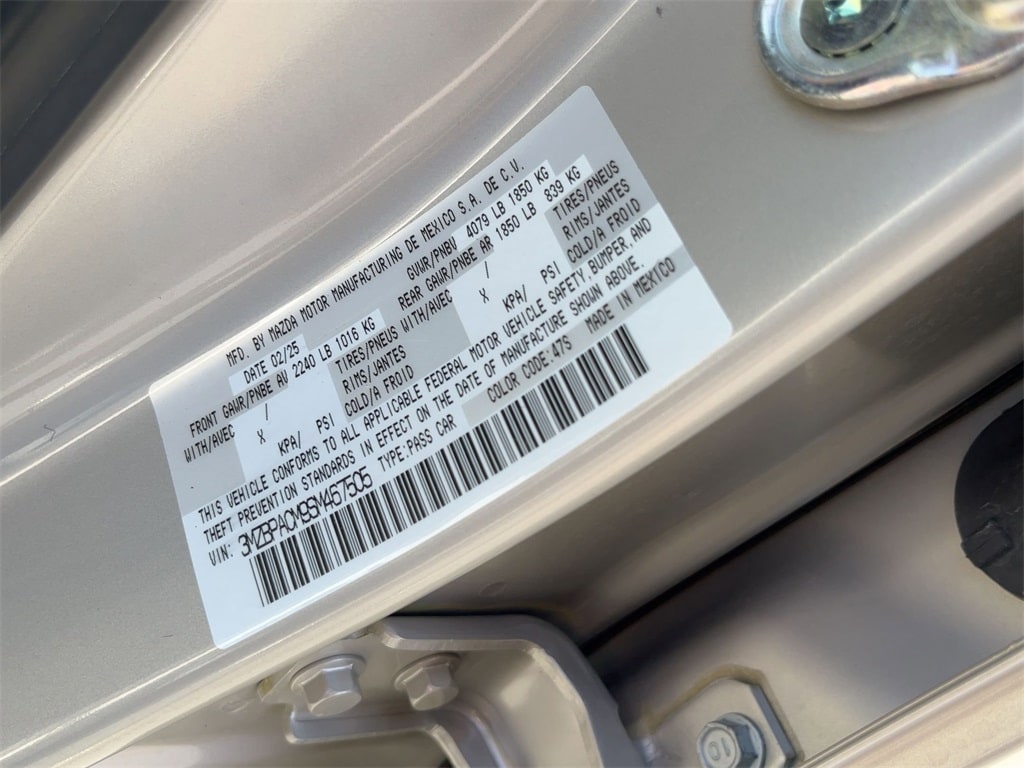 MFD. BY MAZDA MOTOR MANUFACTURING DE MEXICO S.A. DE C.V.
DATE 02/25 GVWR/PNBV 4079 LB 1850 KG
FRONT GAWR/PNBE AV 2240 LB 1016 KG REAR GAWR/PNBE AR 1850 LB 839 KG
WITH/AVEC / TIRES/PNEUS WITH/AVEC / TIRES/PNEUS
X RIMS/JANTES X RIMS/JANTES
KPA/ PSI COLD/A FROID KPA/ PSI COLD/A FROID
THIS VEHICLE CONFORMS TO ALL APPLICABLE FEDERAL MOTOR VEHICLE SAFETY,BUMPER,AND
THEFT PREVENTION STANDARDS IN EFFECT ON THE DATE OF MANUFACTURE SHOWN ABOVE.
VIN: 3MZBPACM9SM467505 TYPE:PASS CAR COLOR CODE:47S MADE IN MEXICO
10